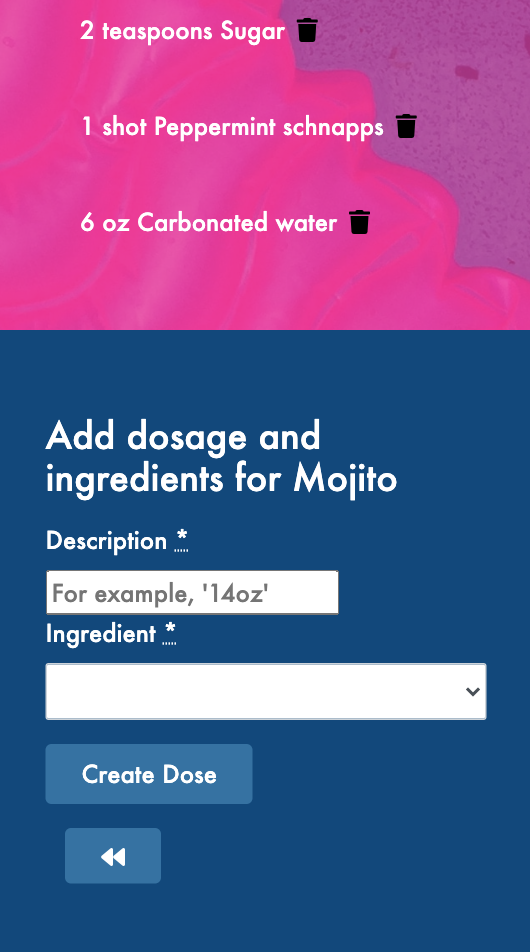 2 teaspoons Sugar
1 shot Peppermint schnapps
6 oz Carbonated water
Add dosage and
ingredients for Mojito
Description *
For example, '14oz'
Ingredient *
Create Dose